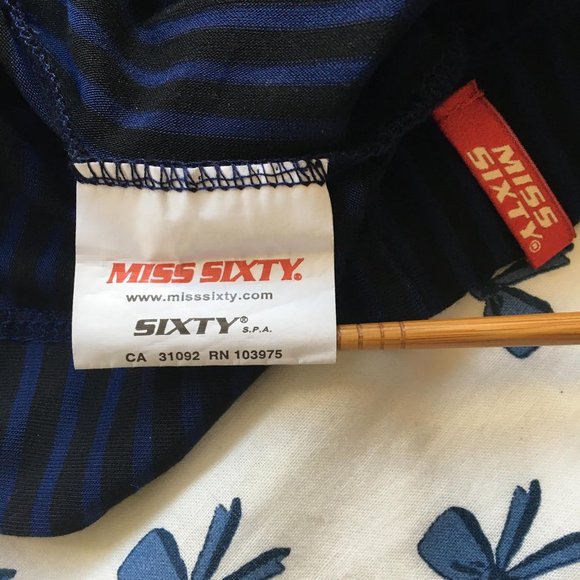 MISS SIXTY®
www.misssixty.com
SIXTY® S.P.A.
CA 31092 RN 103975
MISS
SIXTY®